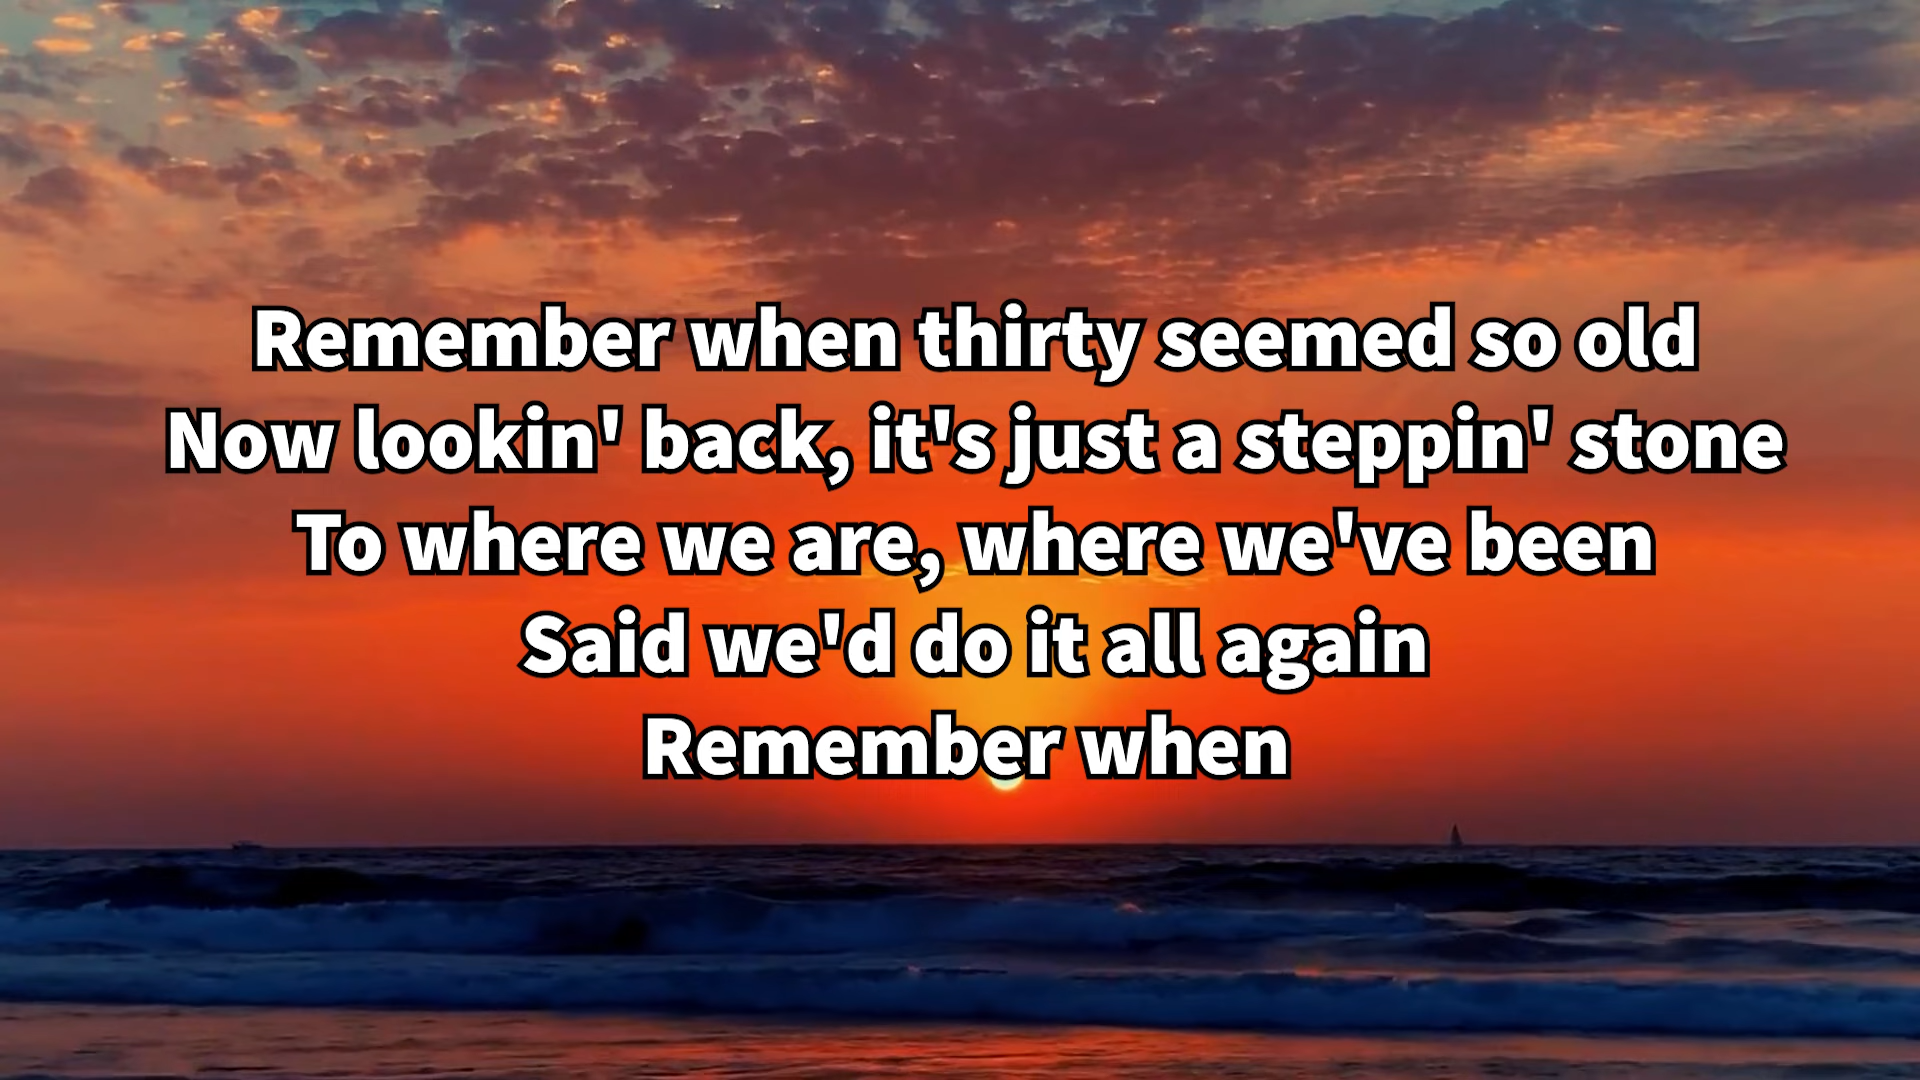 Remember when thirty seemed so old
Now lookin' back, it's just a steppin' stone
To where we are, where we've been
Said we'd do it all again
Remember when